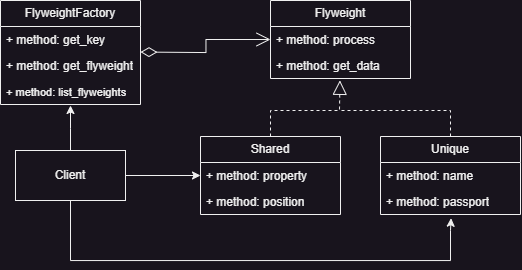 FlyweightFactory
+ method: get_key
+ method: get_flyweight
+ method: list_flyweights
Flyweight
+ method: process
+ method: get_data
Client
Shared
+ method: property
+ method: position
Unique
+ method: name
+ method: passport